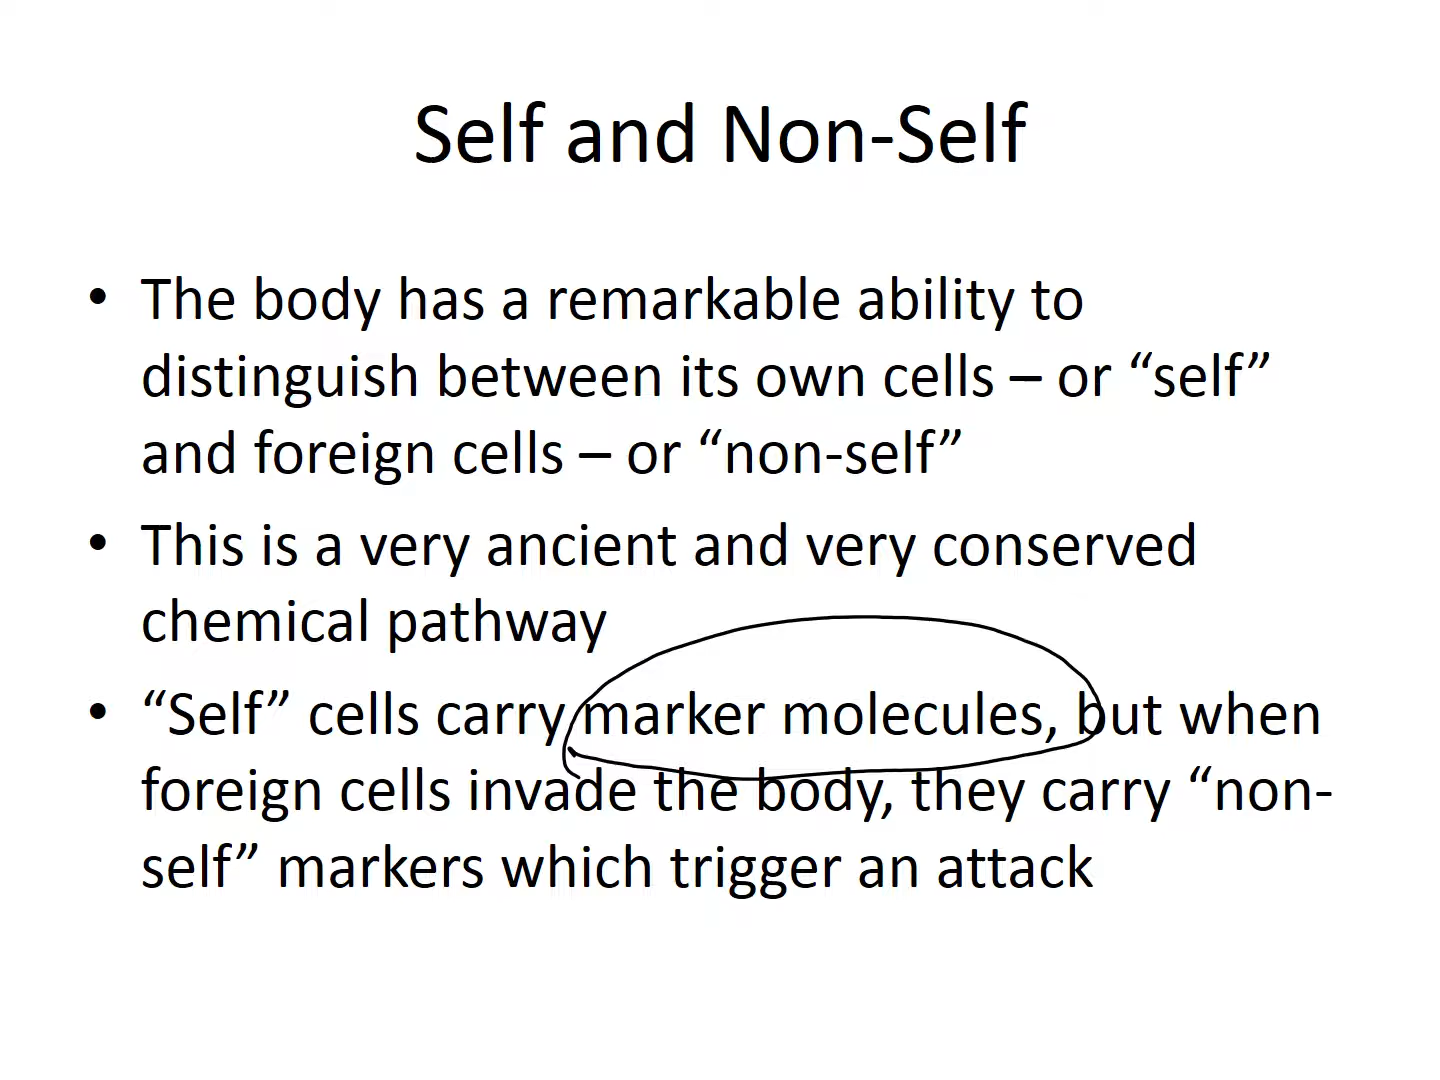 Self and Non-Self
• The body has a remarkable ability to
distinguish between its own cells – or “self”
and foreign cells – or “non-self”
• This is a very ancient and very conserved
chemical pathway
• “Self” cells carry marker molecules, but when
foreign cells invade the body, they carry “non-
self” markers which trigger an attack